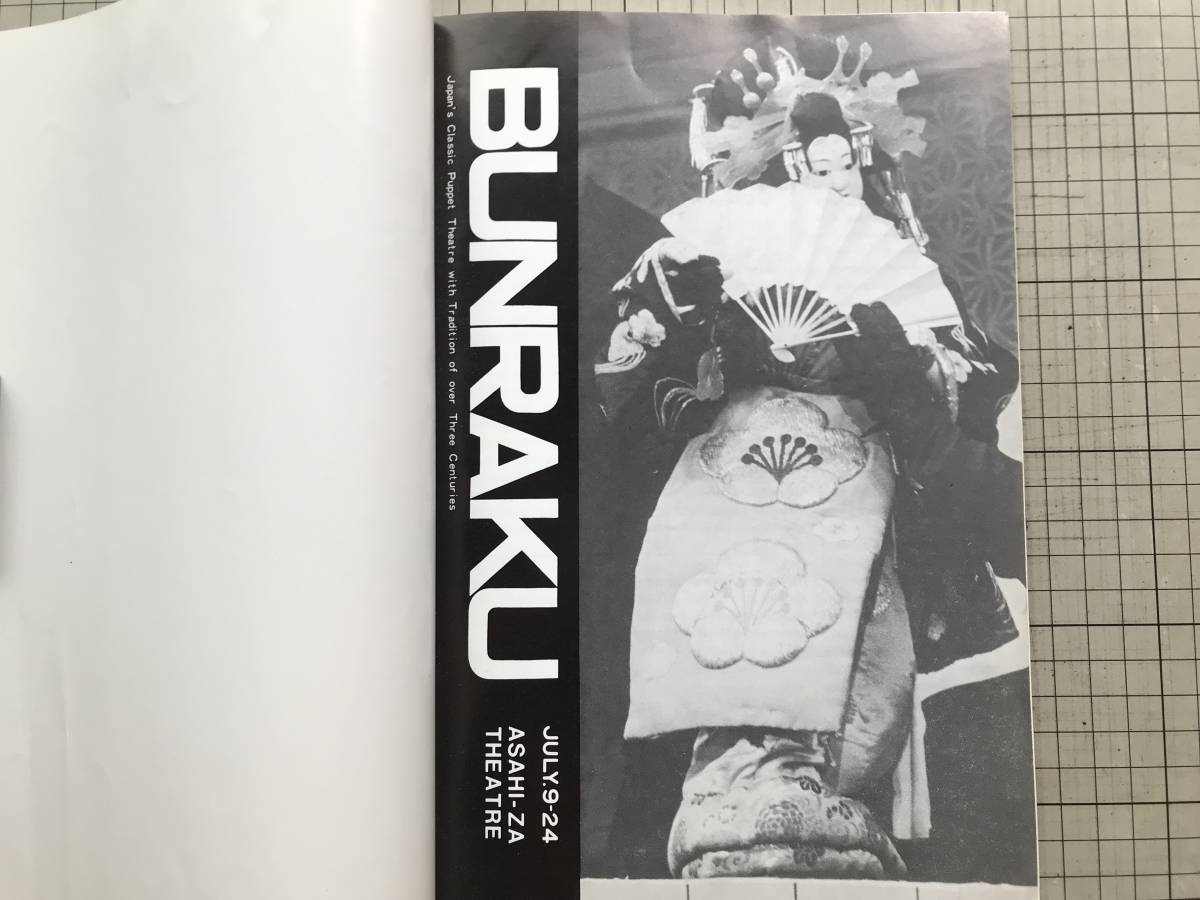 BUNRAKU
Japan's Classic Puppet Theatre with Tradition of over Three Centuries
JULY.9-24
ASAHI-ZA
THEATRE